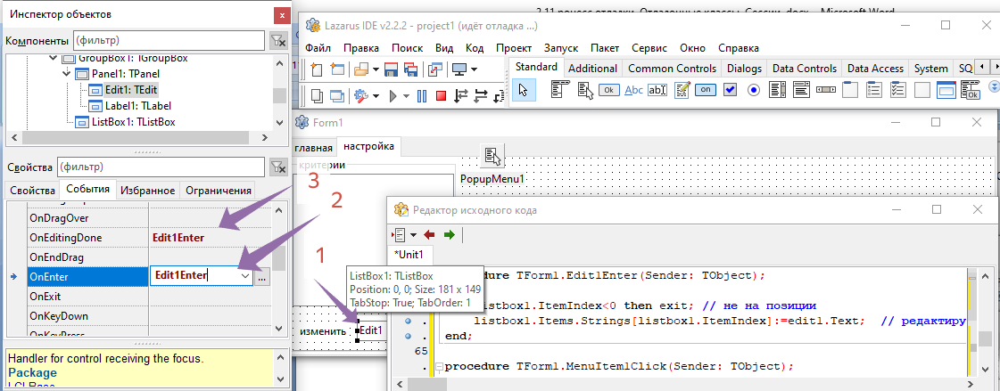 Инспектор объектов
Компоненты (фильтр)
GroupBox1: TGroupBox
Panel1: TPanel
Edit1: TEdit
Label1: TLabel
ListBox1: TListBox
Свойства (фильтр)
Свойства События Избранное Ограничения
OnDragOver
OnEditingDone Edit1Enter
OnEndDrag
OnEnter Edit1Enter ...
OnExit
OnKeyDown
OnKeyPress
Handler for control receiving the focus.
Package
Отладочные классы. Сессии.docx - Microsoft Word
Lazarus IDE v2.2.2 - project1 (идёт отладка ...)
Файл Правка Поиск Вид Код Проект Запуск Пакет Сервис Окно Справка
Standard Additional Common Controls Dialogs Data Controls Data Access System SQ
Ok Abc ab on Ok
Form1
главная настройка
критерии
PopupMenu1
3
2
1
изменить Edit1
ListBox1: TListBox
Position: 0, 0; Size: 181 x 149
TabStop: True; TabOrder: 1
Редактор исходного кода
*Unit1
dure TForm1.Edit1Enter(Sender: TObject);
listbox1.ItemIndex<0 then exit; // не на позиции
listbox1.Items.Strings[listbox1.ItemIndex]:=edit1.Text; // редактиру
end;
65
procedure TForm1.MenuItem1Click(Sender: TObject);